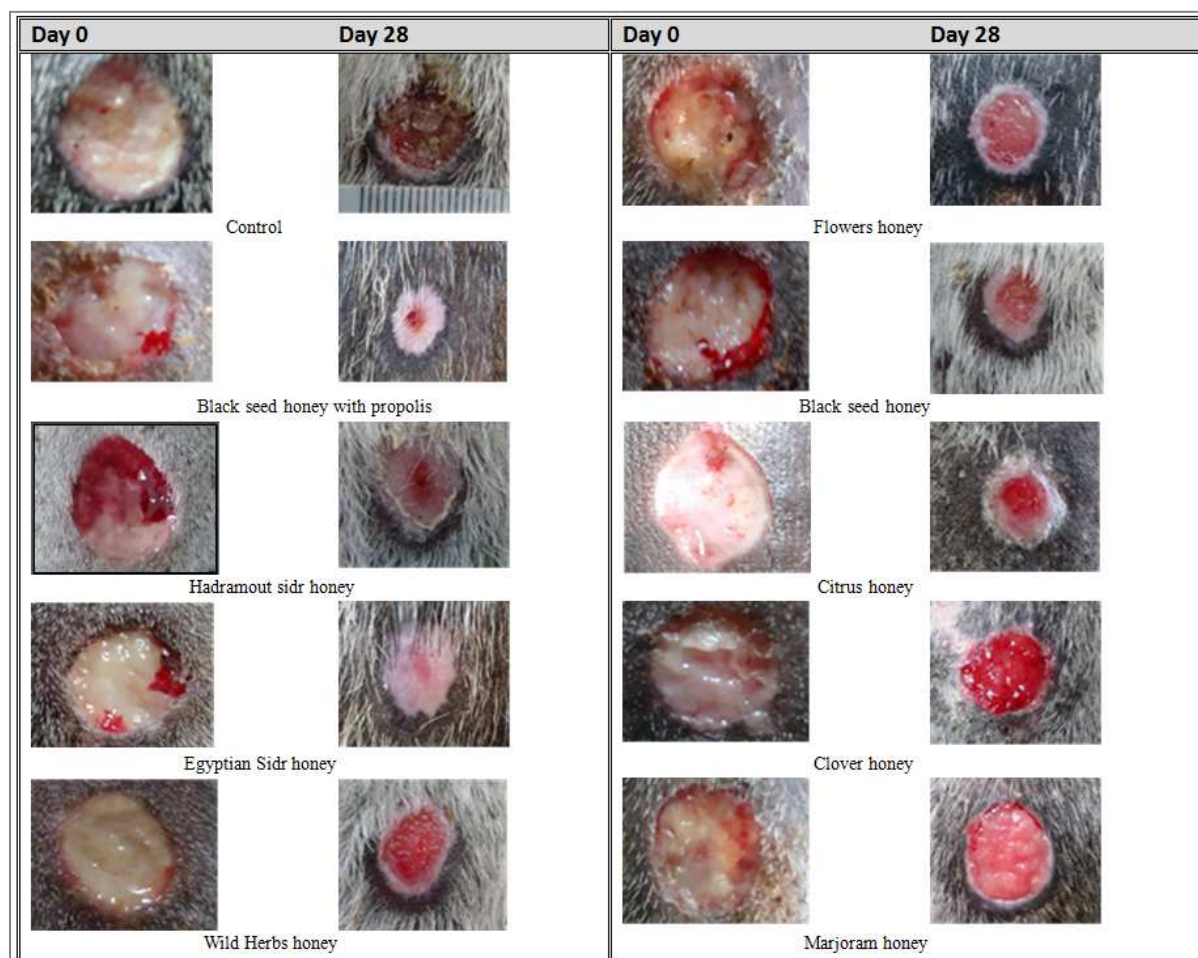 Day 0 Day 28 Day 0 Day 28
Control Flowers honey
Black seed honey with propolis Black seed honey
Hadramout sidr honey Citrus honey
Egyptian Sidr honey Clover honey
Wild Herbs honey Marjoram honey